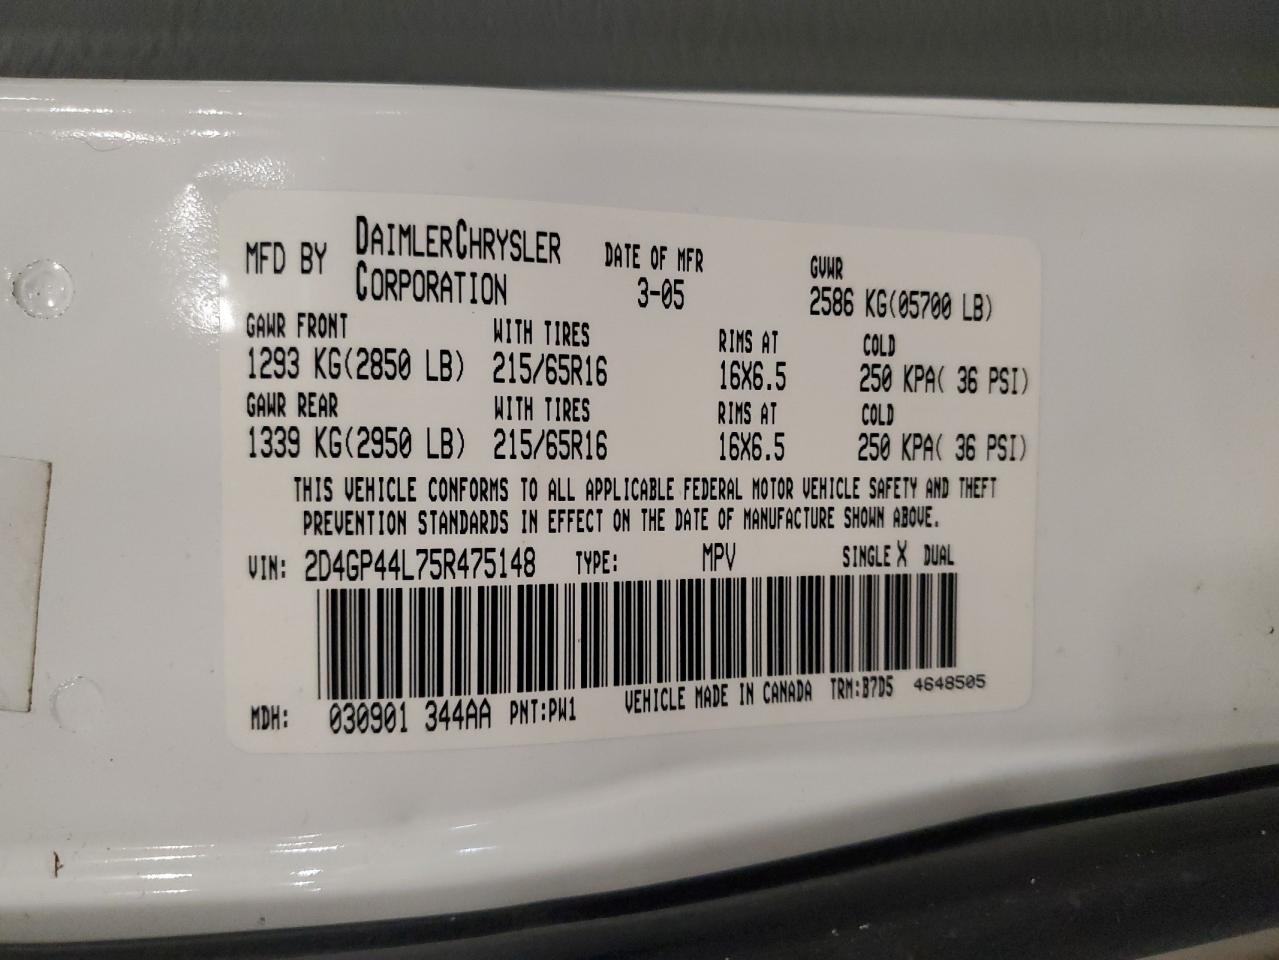 MFD BY DAIMLERCHRYSLER CORPORATION DATE OF MFR 3-05 GVWR 2586 KG(05700 LB)
GAWR FRONT WITH TIRES RIMS AT COLD
1293 KG(2850 LB) 215/65R16 16X6.5 250 KPA( 36 PSI)
GAWR REAR WITH TIRES RIMS AT COLD
1339 KG(2950 LB) 215/65R16 16X6.5 250 KPA( 36 PSI)
THIS VEHICLE CONFORMS TO ALL APPLICABLE FEDERAL MOTOR VEHICLE SAFETY AND THEFT
PREVENTION STANDARDS IN EFFECT ON THE DATE OF MANUFACTURE SHOWN ABOVE.
VIN: 2D4GP44L75R475148 TYPE: MPV SINGLE X DUAL
MDH: 030901 344AA PNT:PW1 VEHICLE MADE IN CANADA TRM:B7D5 4648505